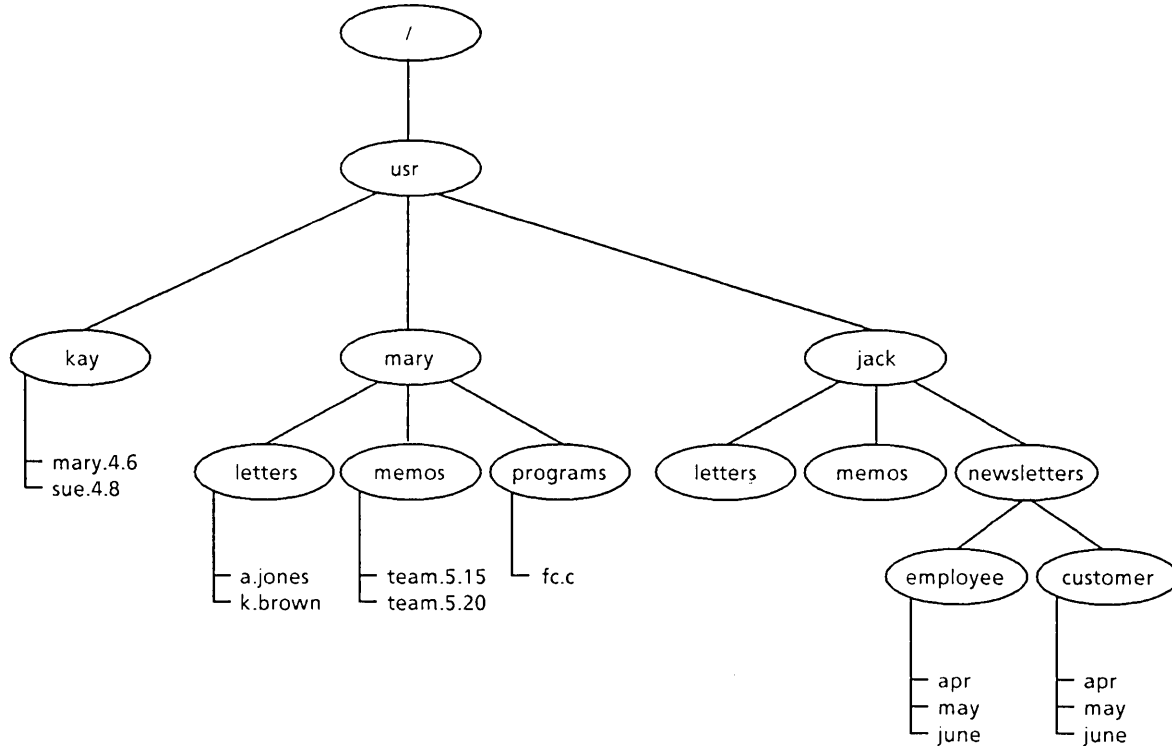 /
usr
kay
mary
jack
mary.4.6
sue.4.8
letters
memos
programs
letters
memos
newsletters
a.jones
k.brown
team.5.15
team.5.20
fc.c
employee
customer
apr
may
june
apr
may
june